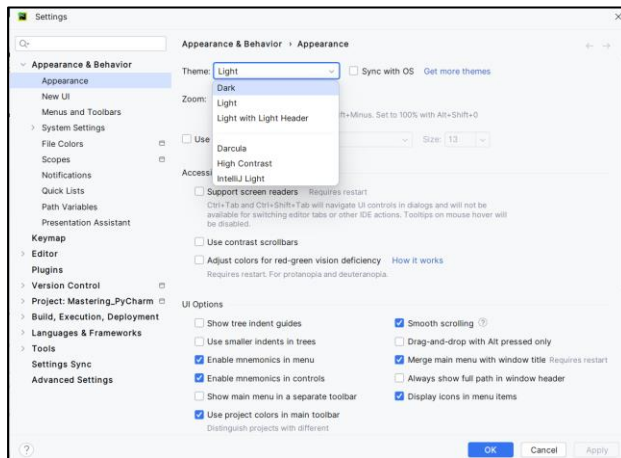 Settings
Appearance & Behavior
Appearance
New UI
Menus and Toolbars
System Settings
File Colors
Scopes
Notifications
Quick Lists
Path Variables
Presentation Assistant
Keymap
Editor
Plugins
Version Control
Project: Mastering_PyCharm
Build, Execution, Deployment
Languages & Frameworks
Tools
Settings Sync
Advanced Settings
Appearance & Behavior › Appearance
Theme: Light Sync with OS Get more themes
Dark
Zoom: Light
Light with Light Header ft+Minus. Set to 100% with Alt+Shift+0
Use Size: 13
Darcula
High Contrast
Accessi
IntelliJ Light
Support screen readers Requires restart
Ctrl+Tab and Ctrl+Shift+Tab will navigate UI controls in dialogs and will not be
available for switching editor tabs or other IDE actions. Tooltips on mouse hover will
be disabled.
Use contrast scrollbars
Adjust colors for red-green vision deficiency How it works
Requires restart. For protanopia and deuteranopia.
UI Options
Show tree indent guides Smooth scrolling ?
Use smaller indents in trees Drag-and-drop with Alt pressed only
Enable mnemonics in menu Merge main menu with window title Requires restart
Enable mnemonics in controls Always show full path in window header
Show main menu in a separate toolbar Display icons in menu items
Use project colors in main toolbar
Distinguish projects with different
? OK Cancel Apply